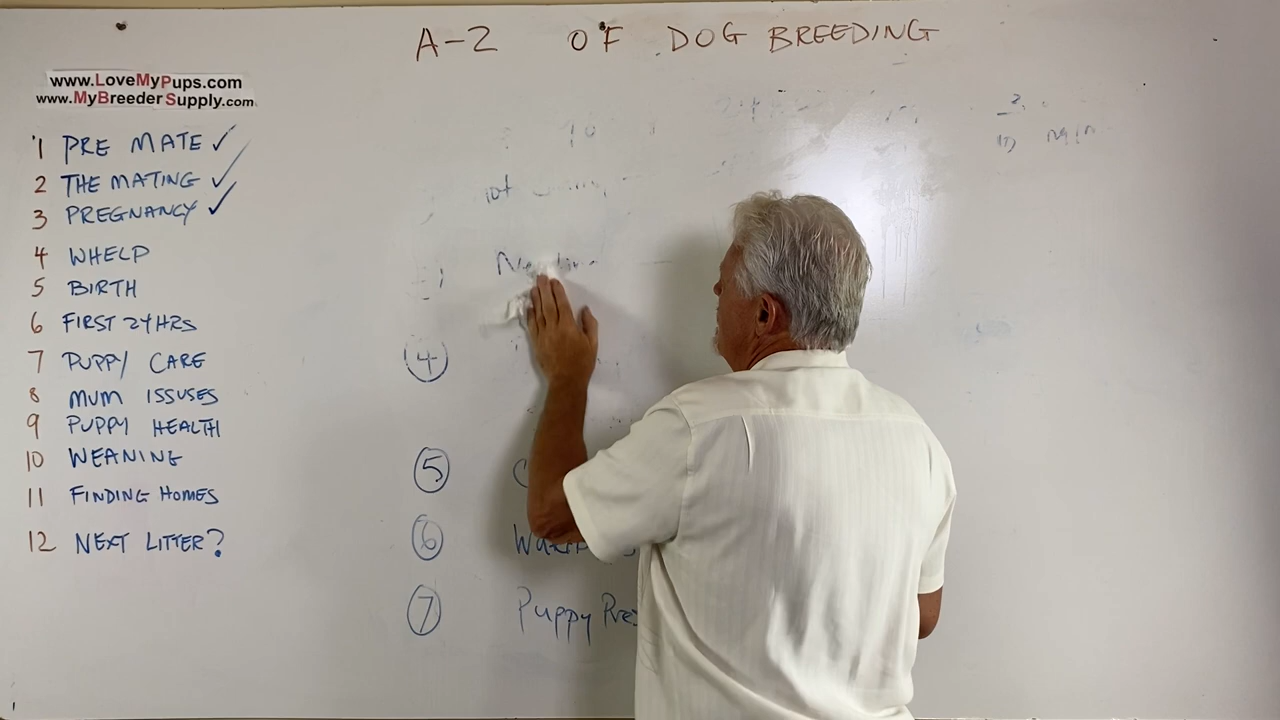 A-Z OF DOG BREEDING
www.LoveMyPups.com
www.MyBreederSupply.com
1 PRE MATE ✓
2 THE MATING ✓
3 PREGNANCY ✓
4 WHELP
5 BIRTH
6 FIRST 24HRS
7 PUPPY CARE
8 MUM ISSUSES
9 PUPPY HEALTH
10 WEANING
11 FINDING HOMES
12 NEXT LITTER?
4
5
6
7 Puppy